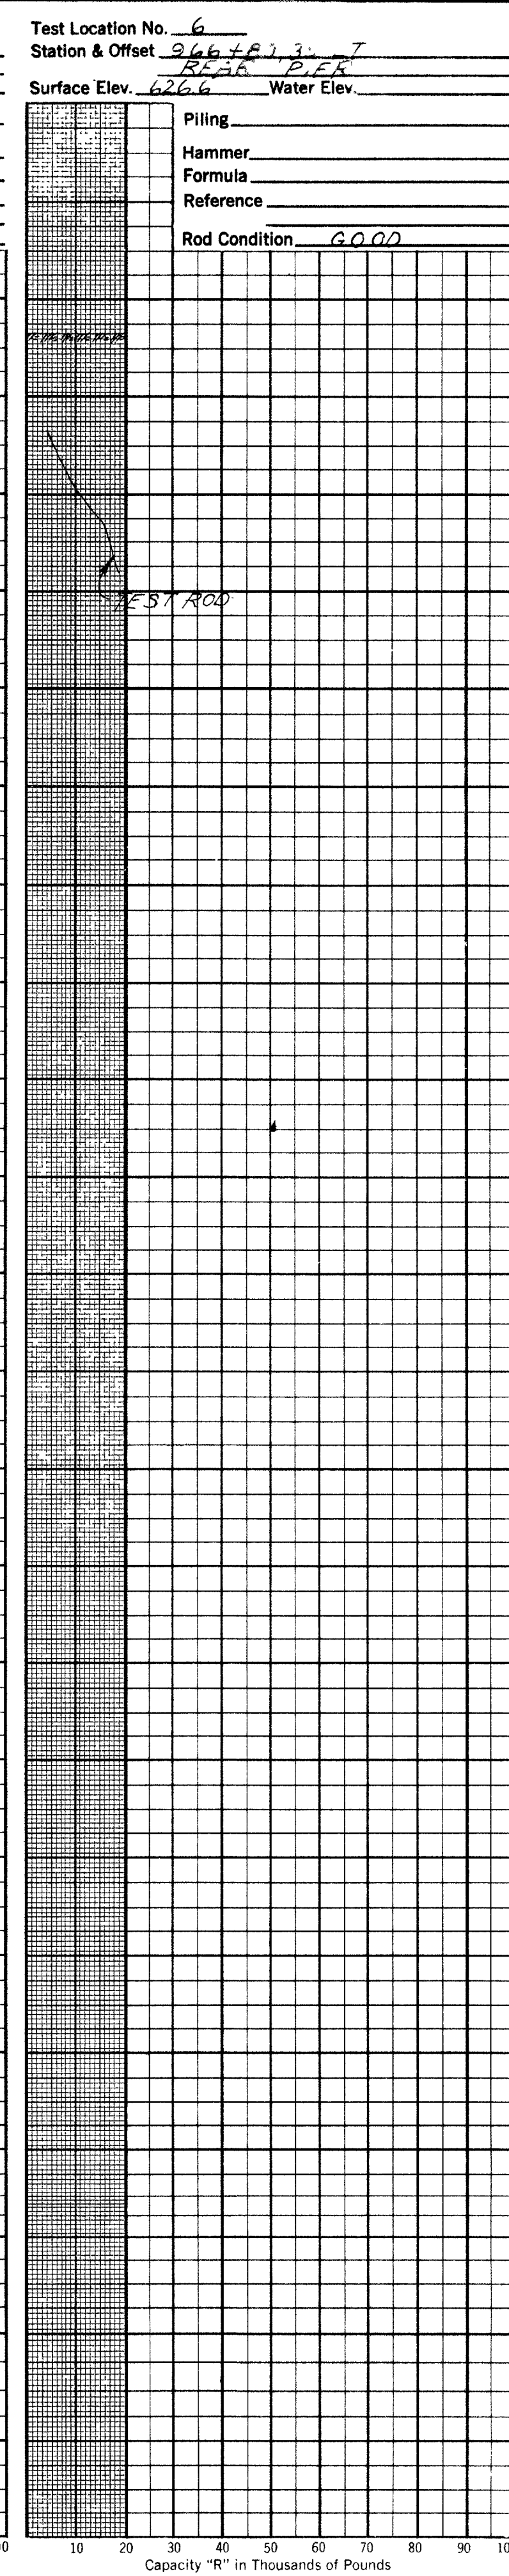 Test Location No. 6
Station & Offset 966+
REAR PIER
Surface Elev. 626.6 Water Elev.
Piling
Hammer
Formula
Reference
Rod Condition GOOD
TEST ROD
0 10 20 30 40 50 60 70 80 90 10
Capacity "R" in Thousands of Pounds